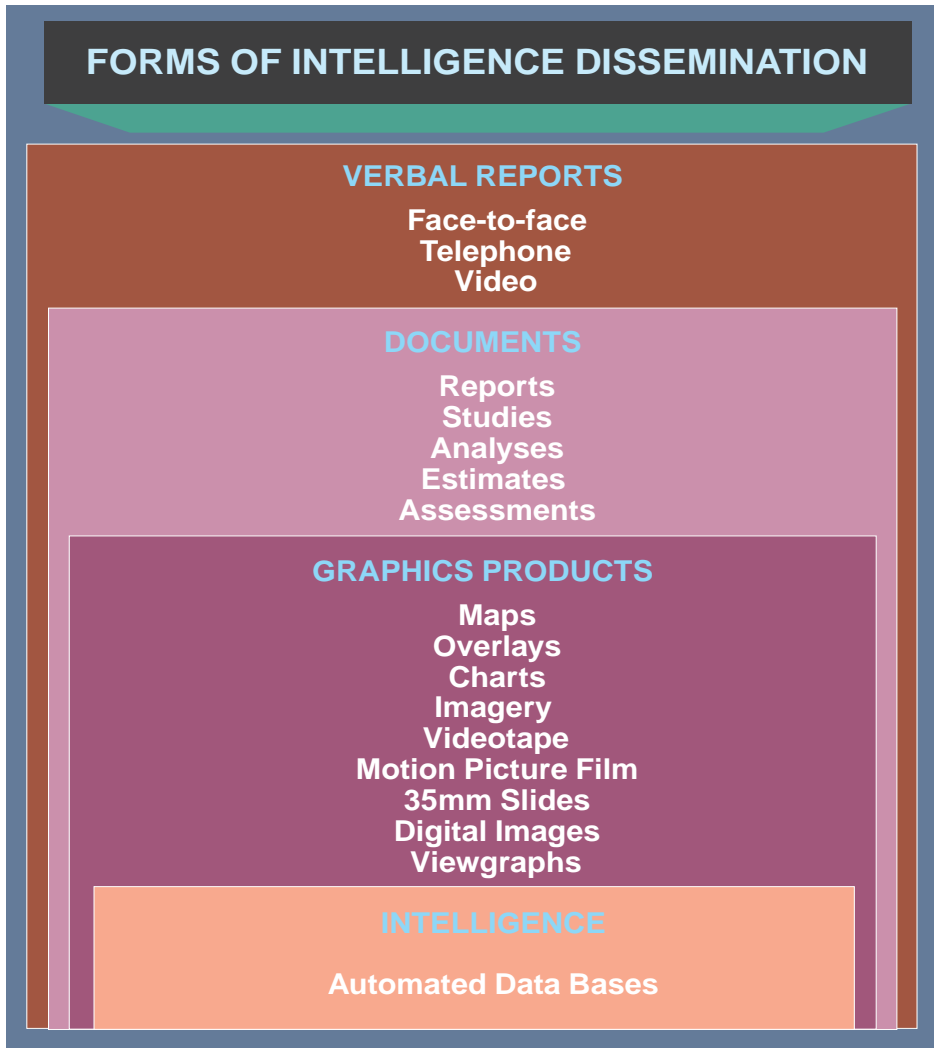 FORMS OF INTELLIGENCE DISSEMINATION
VERBAL REPORTS
Face-to-face
Telephone
Video
DOCUMENTS
Reports
Studies
Analyses
Estimates
Assessments
GRAPHICS PRODUCTS
Maps
Overlays
Charts
Imagery
Videotape
Motion Picture Film
35mm Slides
Digital Images
Viewgraphs
INTELLIGENCE
Automated Data Bases